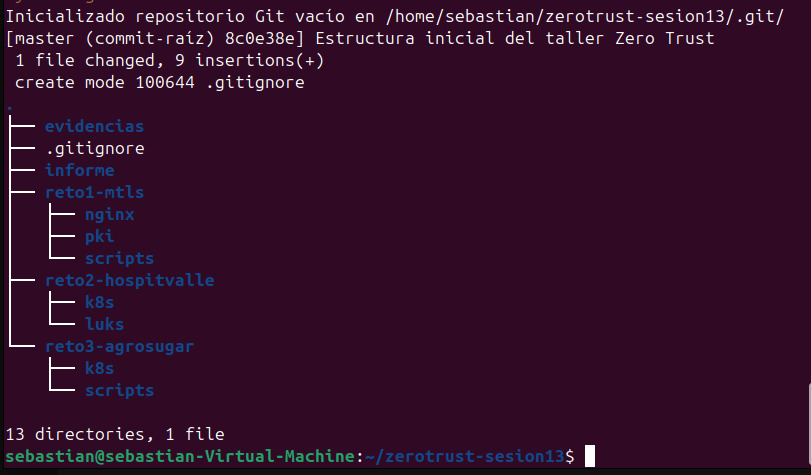 Inicializado repositorio Git vacío en /home/sebastian/zerotrust-sesion13/.git/
[master (commit-raíz) 8c0e38e] Estructura inicial del taller Zero Trust
 1 file changed, 9 insertions(+)
 create mode 100644 .gitignore
.
├── evidencias
├── .gitignore
├── informe
├── reto1-mtls
│   ├── nginx
│   ├── pki
│   └── scripts
├── reto2-hospitvalle
│   ├── k8s
│   └── luks
└── reto3-agrosugar
    ├── k8s
    └── scripts

13 directories, 1 file
sebastian@sebastian-Virtual-Machine:~/zerotrust-sesion13$